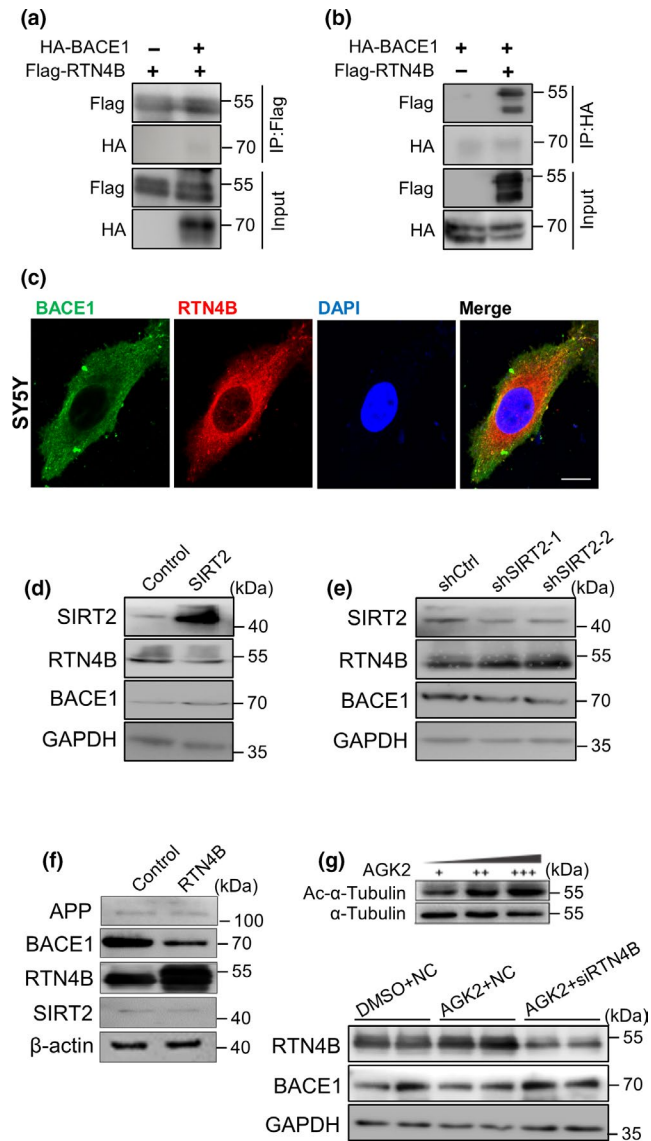 (a)
HA-BACE1 – +
Flag-RTN4B + +
Flag 55
HA 70
IP:Flag
Flag 55
HA 70
Input
(b)
HA-BACE1 + +
Flag-RTN4B – +
Flag 55
HA 70
IP:HA
Flag 55
HA 70
Input
(c)
BACE1 RTN4B DAPI Merge
SY5Y
(d)
Control SIRT2 (kDa)
SIRT2 40
RTN4B 55
BACE1 70
GAPDH 35
(e)
shCtrl shSIRT2-1 shSIRT2-2 (kDa)
SIRT2 40
RTN4B 55
BACE1 70
GAPDH 35
(f)
Control RTN4B (kDa)
APP 100
BACE1 70
RTN4B 55
SIRT2 40
β-actin 40
(g)
AGK2 + ++ +++ (kDa)
Ac-α-Tubulin 55
α-Tubulin 55
DMSO+NC AGK2+NC AGK2+siRTN4B (kDa)
RTN4B 55
BACE1 70
GAPDH 35